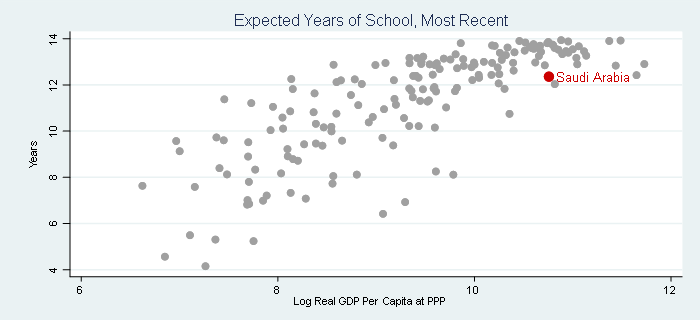 Expected Years of School, Most Recent
14
12
10
8
6
4
Years
Saudi Arabia
6
8
10
12
Log Real GDP Per Capita at PPP